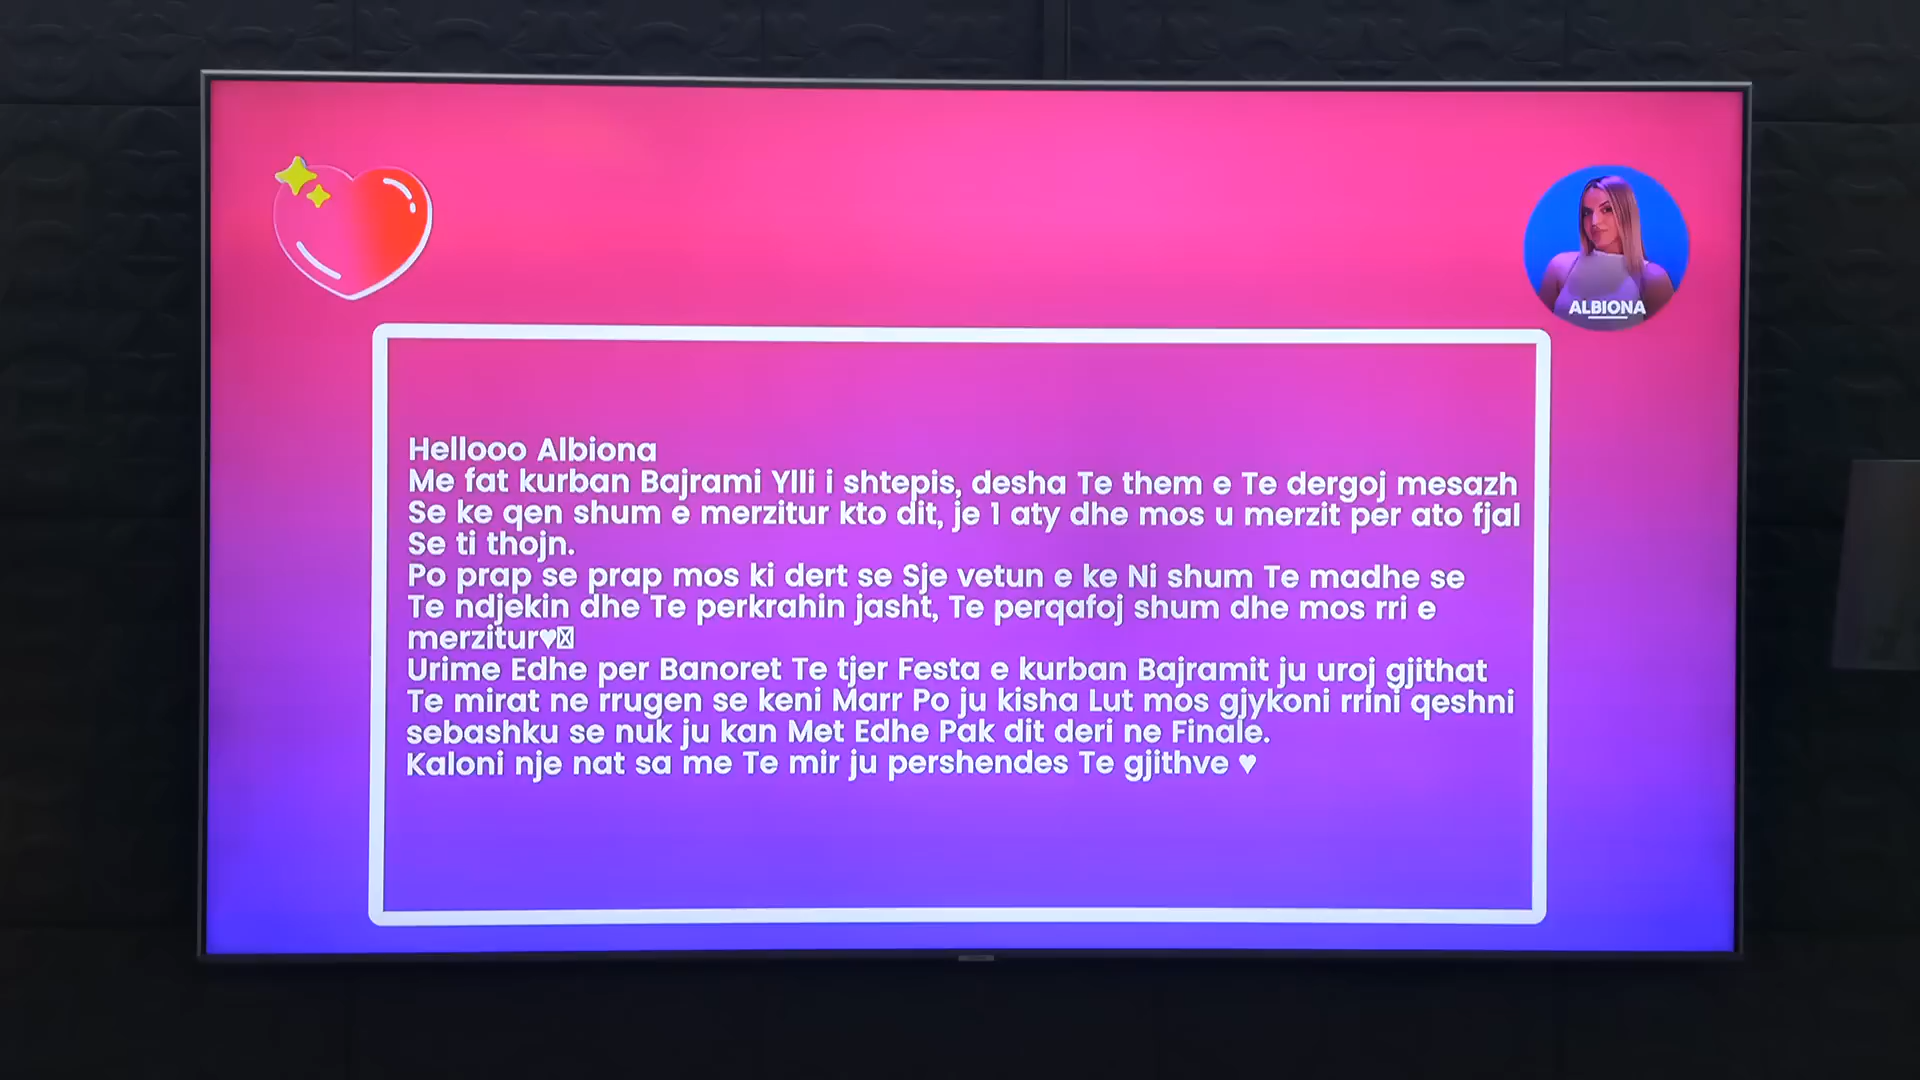 ALBIONA
Hellooo Albiona
Me fat kurban Bajrami Ylli i shtepis, desha Te them e Te dergoj mesazh
Se ke qen shum e merzitur kto dit, je 1 aty dhe mos u merzit per ato fjal
Se ti thojn.
Po prap se prap mos ki dert se Sje vetun e ke Ni shum Te madhe se
Te ndjekin dhe Te perkrahin jasht, Te perqafoj shum dhe mos rri e
merzitur♥
Urime Edhe per Banoret Te tjer Festa e kurban Bajramit ju uroj gjithat
Te mirat ne rrugen se keni Marr Po ju kisha Lut mos gjykoni rrini qeshni
sebashku se nuk ju kan Met Edhe Pak dit deri ne Finale.
Kaloni nje nat sa me Te mir ju pershendes Te gjithve ♥